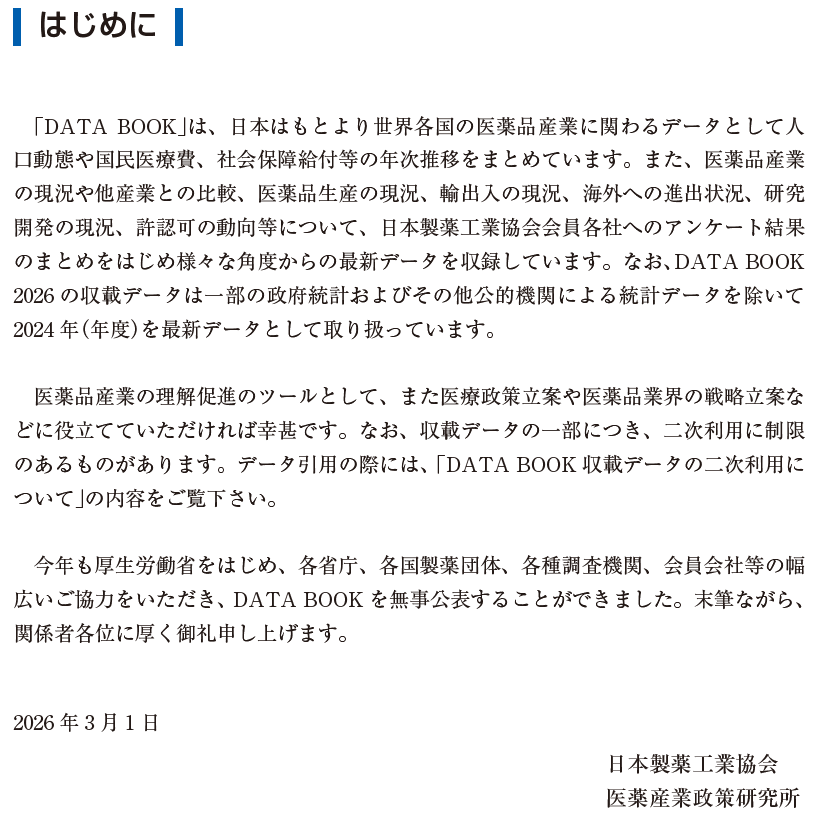 はじめに
「DATA BOOK」は、日本はもとより世界各国の医薬品産業に関わるデータとして人
口動態や国民医療費、社会保障給付等の年次推移をまとめています。また、医薬品産業
の現況や他産業との比較、医薬品生産の現況、輸出入の現況、海外への進出状況、研究
開発の現況、許認可の動向等について、日本製薬工業協会会員各社へのアンケート結果
のまとめをはじめ様々な角度からの最新データを収録しています。なお、DATA BOOK
2026 の収載データは一部の政府統計およびその他公的機関による統計データを除いて
2024 年(年度)を最新データとして取り扱っています。
医薬品産業の理解促進のツールとして、また医療政策立案や医薬品業界の戦略立案な
どに役立てていただければ幸甚です。なお、収載データの一部につき、二次利用に制限
のあるものがあります。データ引用の際には、「DATA BOOK 収載データの二次利用に
ついて」の内容をご覧下さい。
今年も厚生労働省をはじめ、各省庁、各国製薬団体、各種調査機関、会員会社等の幅
広いご協力をいただき、DATA BOOK を無事公表することができました。末筆ながら、
関係者各位に厚く御礼申し上げます。
2026 年 3 月 1 日
日本製薬工業協会
医薬産業政策研究所